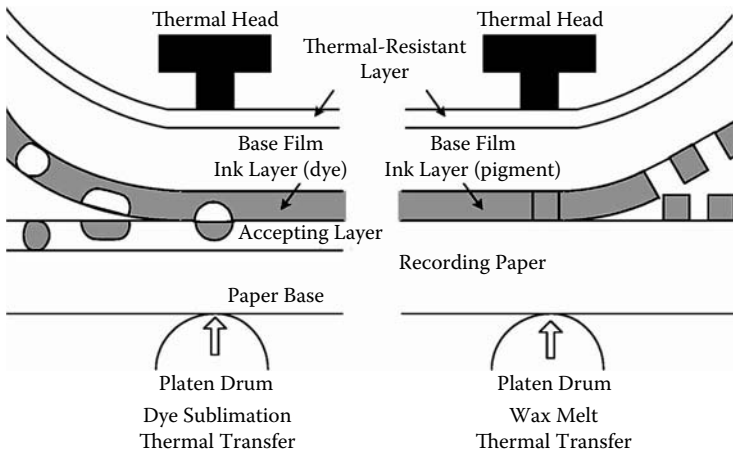 Thermal Head
Thermal Head
Thermal-Resistant
Layer
Base Film
Ink Layer (dye)
Base Film
Ink Layer (pigment)
Accepting Layer
Recording Paper
Paper Base
Platen Drum
Platen Drum
Dye Sublimation
Thermal Transfer
Wax Melt
Thermal Transfer